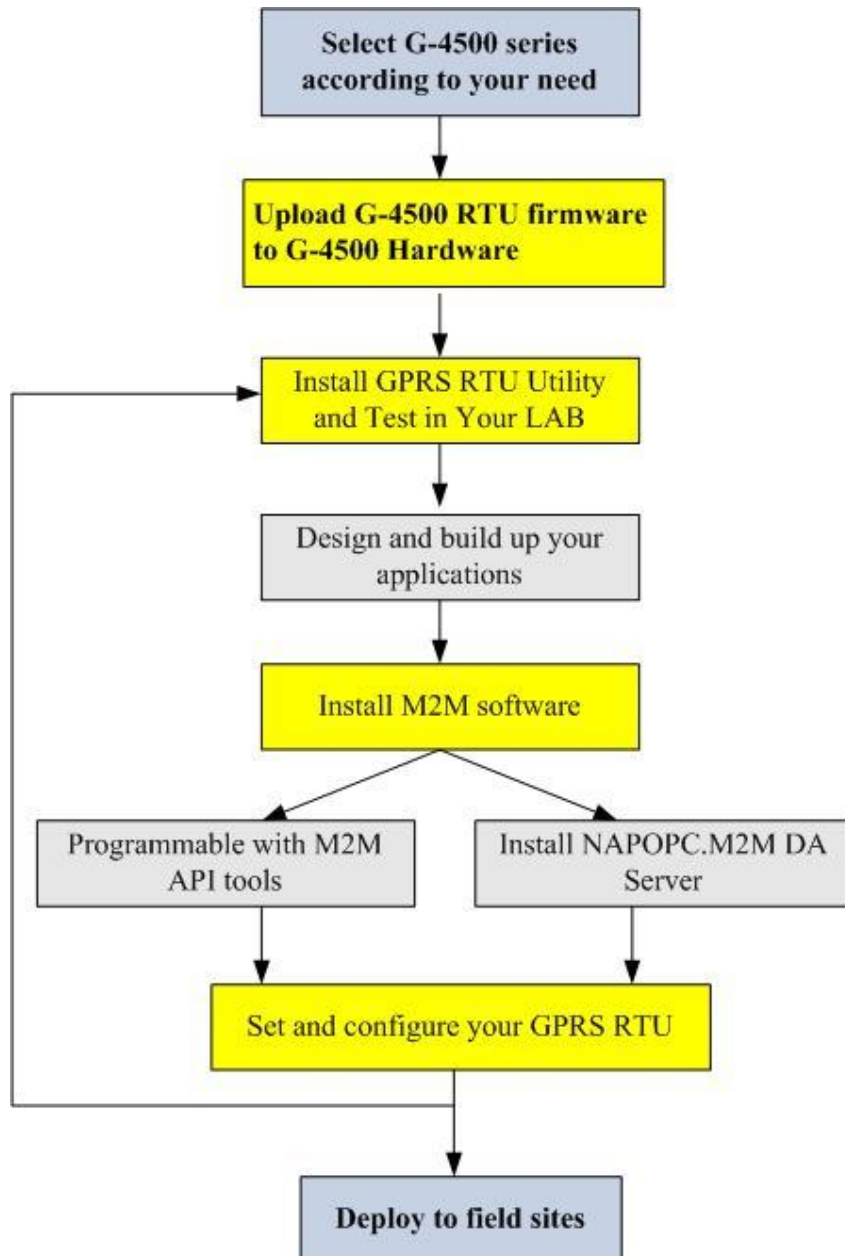 Select G-4500 series
according to your need
Upload G-4500 RTU firmware
to G-4500 Hardware
Install GPRS RTU Utility
and Test in Your LAB
Design and build up your
applications
Install M2M software
Programmable with M2M
API tools
Install NAPOPC.M2M DA
Server
Set and configure your GPRS RTU
Deploy to field sites